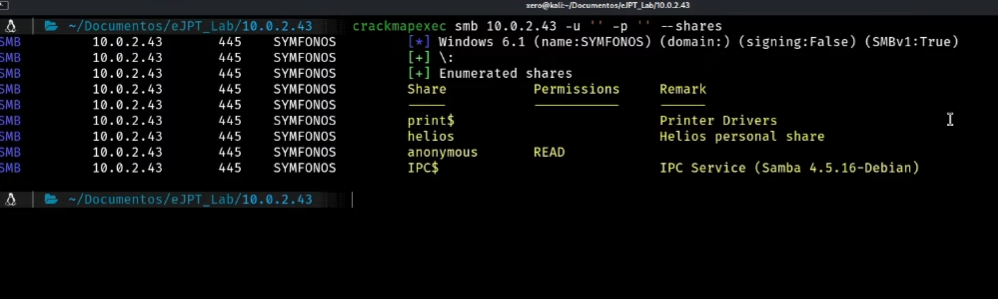 xero@kali:~/Documentos/eJPT_Lab/10.0.2.43
~/Documentos/eJPT_Lab/10.0.2.43 crackmapexec smb 10.0.2.43 -u '' -p '' --shares
SMB 10.0.2.43 445 SYMFONOS [*] Windows 6.1 (name:SYMFONOS) (domain:) (signing:False) (SMBv1:True)
SMB 10.0.2.43 445 SYMFONOS [+] \:
SMB 10.0.2.43 445 SYMFONOS [+] Enumerated shares
SMB 10.0.2.43 445 SYMFONOS Share Permissions Remark
SMB 10.0.2.43 445 SYMFONOS ----- ----------- ------
SMB 10.0.2.43 445 SYMFONOS print$ Printer Drivers
SMB 10.0.2.43 445 SYMFONOS helios Helios personal share
SMB 10.0.2.43 445 SYMFONOS anonymous READ
SMB 10.0.2.43 445 SYMFONOS IPC$ IPC Service (Samba 4.5.16-Debian)
~/Documentos/eJPT_Lab/10.0.2.43